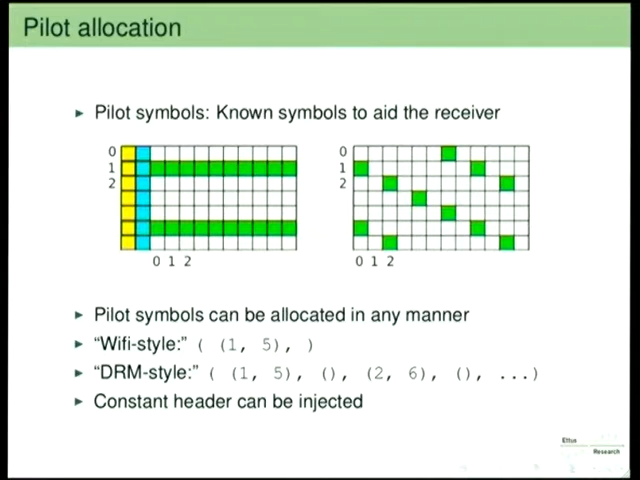 Pilot allocation
► Pilot symbols: Known symbols to aid the receiver
0
1
2
0 1 2
0
1
2
0 1 2
► Pilot symbols can be allocated in any manner
► “Wifi-style:” ( (1, 5), )
► “DRM-style:” ( (1, 5), (), (2, 6), (), ...)
► Constant header can be injected
Ettus
Research